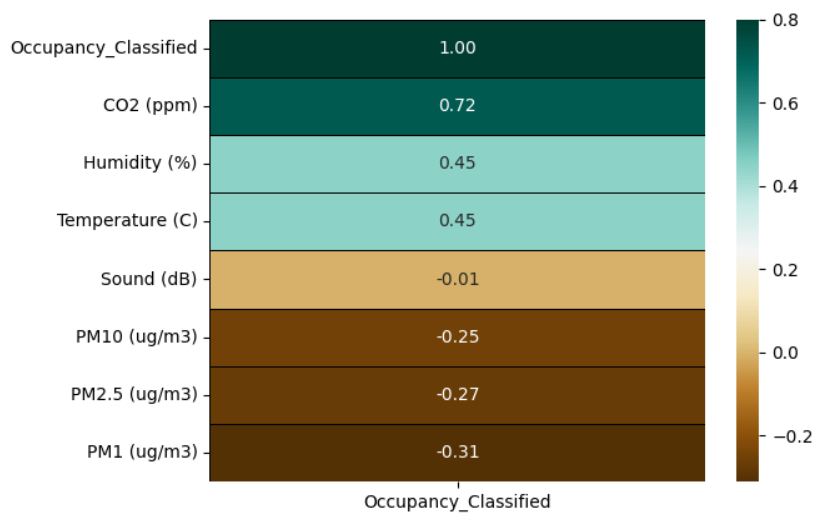 Occupancy_Classified
1.00
CO2 (ppm)
0.72
Humidity (%)
0.45
Temperature (C)
0.45
Sound (dB)
-0.01
PM10 (ug/m3)
-0.25
PM2.5 (ug/m3)
-0.27
PM1 (ug/m3)
-0.31
Occupancy_Classified
0.8
0.6
0.4
0.2
0.0
−0.2